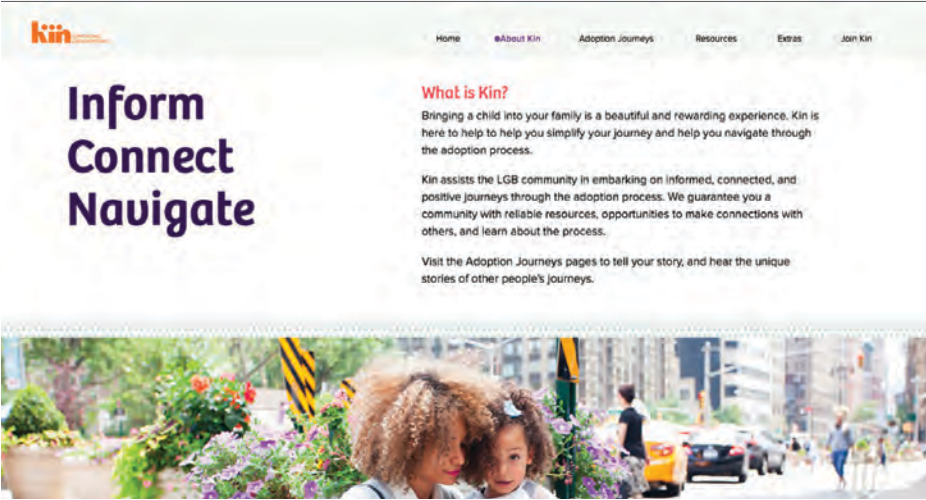 kin
Home
About Kin
Adoption Journeys
Resources
Extras
Join Kin
Inform
Connect
Navigate
What is Kin?
Bringing a child into your family is a beautiful and rewarding experience. Kin is
here to help to help you simplify your journey and help you navigate through
the adoption process.
Kin assists the LGB community in embarking on informed, connected, and
positive journeys through the adoption process. We guarantee you a
community with reliable resources, opportunities to make connections with
others, and learn about the process.
Visit the Adoption Journeys pages to tell your story, and hear the unique
stories of other people's journeys.